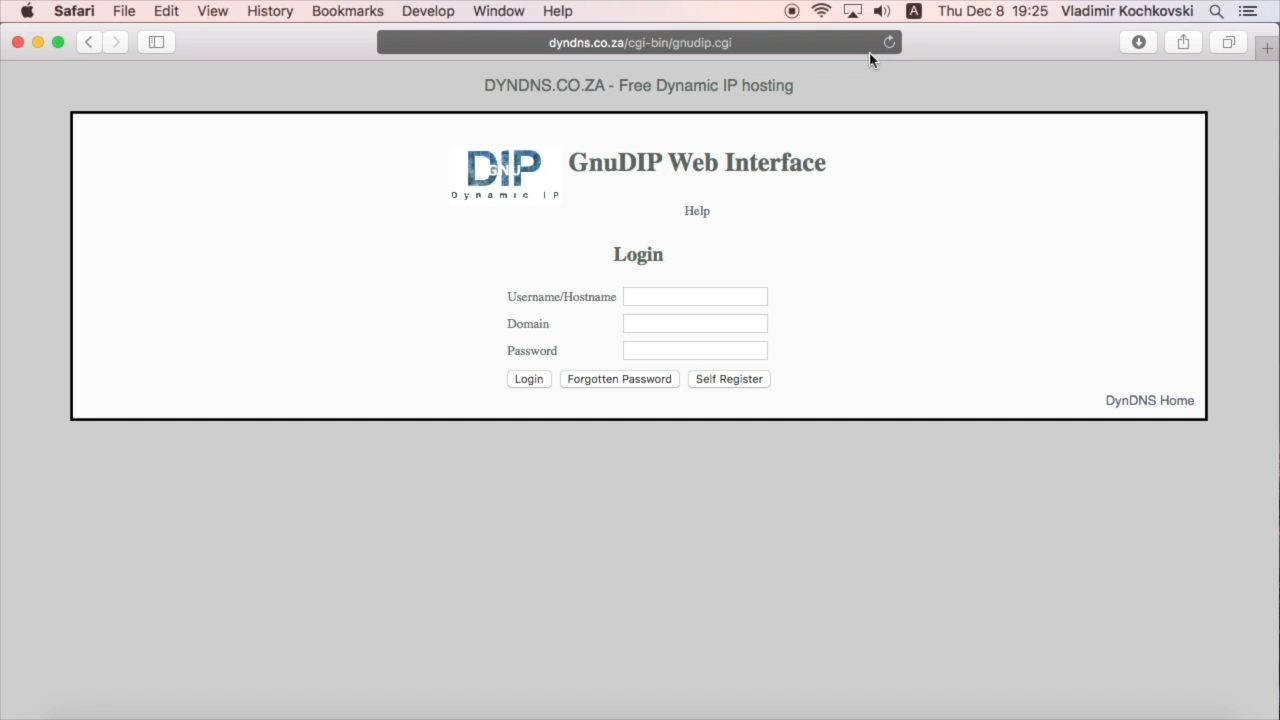 Safari File Edit View History Bookmarks Develop Window Help A Thu Dec 8 19:25 Vladimir Kochkovski
dyndns.co.za/cgi-bin/gnudip.cgi
DYNDNS.CO.ZA - Free Dynamic IP hosting
DIP
GNU
Dynamic IP
GnuDIP Web Interface
Help
Login
Username/Hostname
Domain
Password
Login Forgotten Password Self Register
DynDNS Home